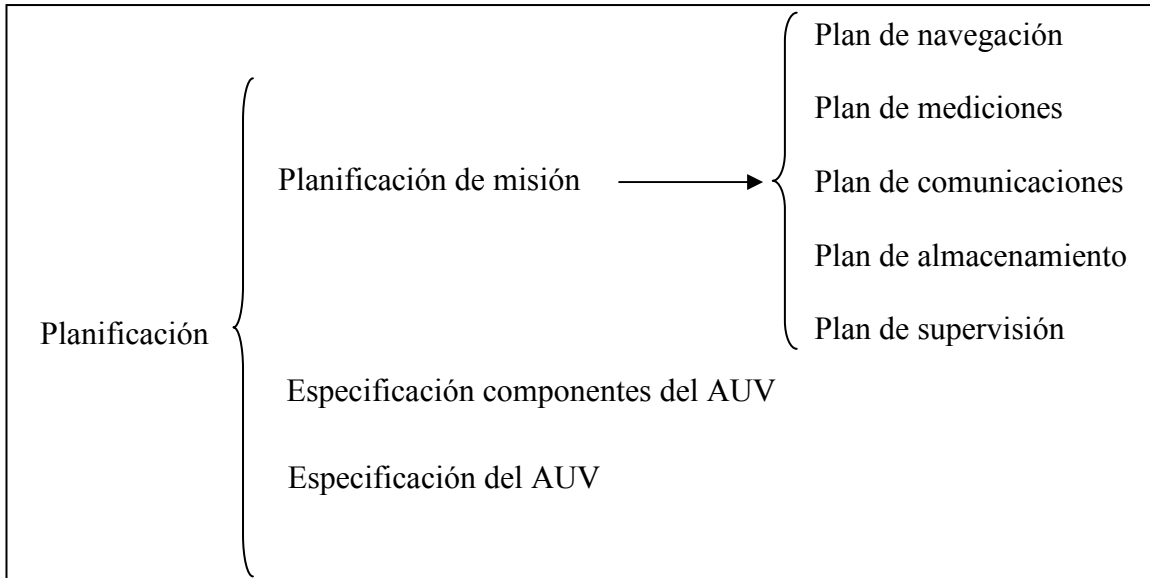 Plan de navegación
Plan de mediciones
Planificación de misión
Plan de comunicaciones
Plan de almacenamiento
Plan de supervisión
Planificación
Especificación componentes del AUV
Especificación del AUV